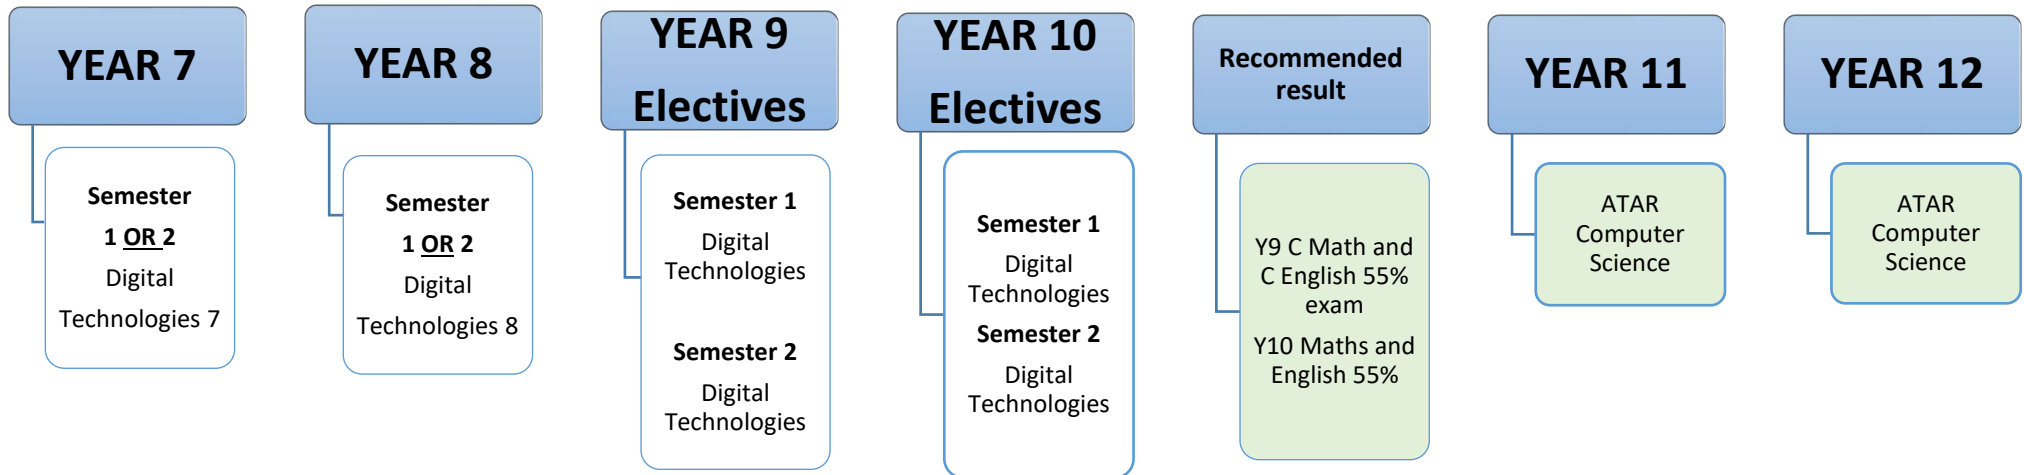 YEAR 7
Semester
1 OR 2
Digital
Technologies 7
YEAR 8
Semester
1 OR 2
Digital
Technologies 8
YEAR 9
Electives
Semester 1
Digital
Technologies
Semester 2
Digital
Technologies
YEAR 10
Electives
Semester 1
Digital
Technologies
Semester 2
Digital
Technologies
Recommended
result
Y9 C Math and
C English 55%
exam
Y10 Maths and
English 55%
YEAR 11
ATAR
Computer
Science
YEAR 12
ATAR
Computer
Science